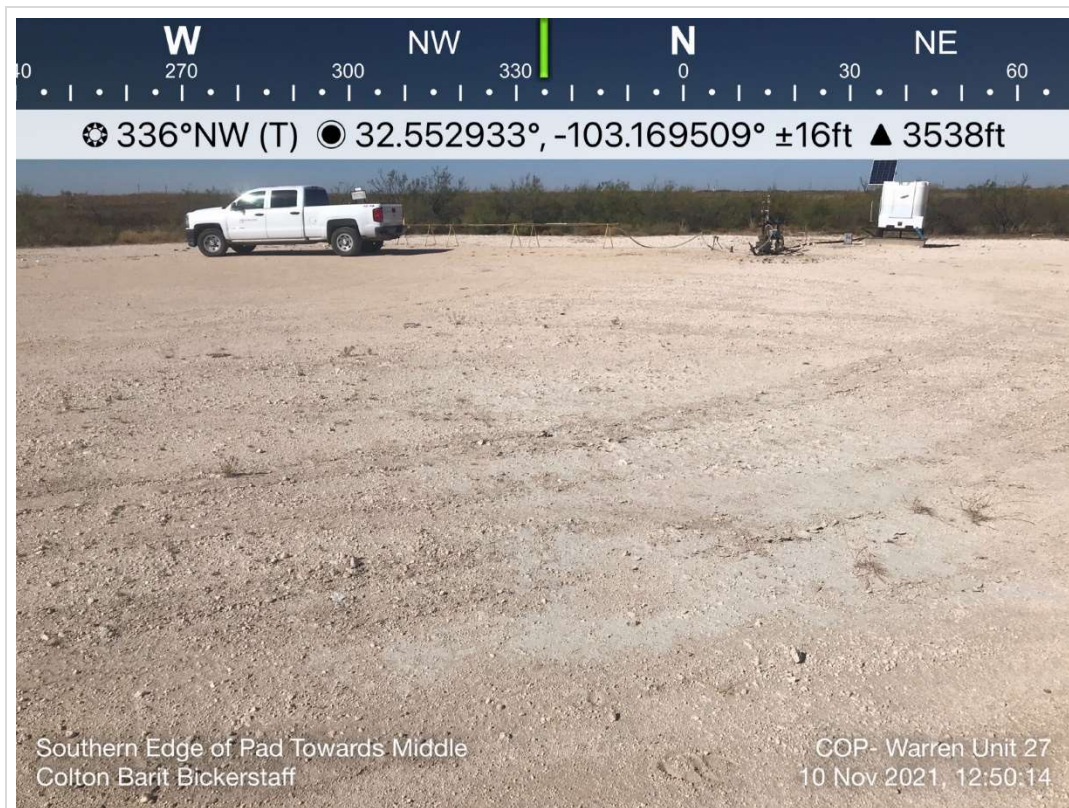 W NW N NE
40 270 300 330 0 30 60
336°NW (T) 32.552933°, -103.169509° ±16ft ▲ 3538ft
Southern Edge of Pad Towards Middle
Colton Barit Bickerstaff
COP- Warren Unit 27
10 Nov 2021, 12:50:14